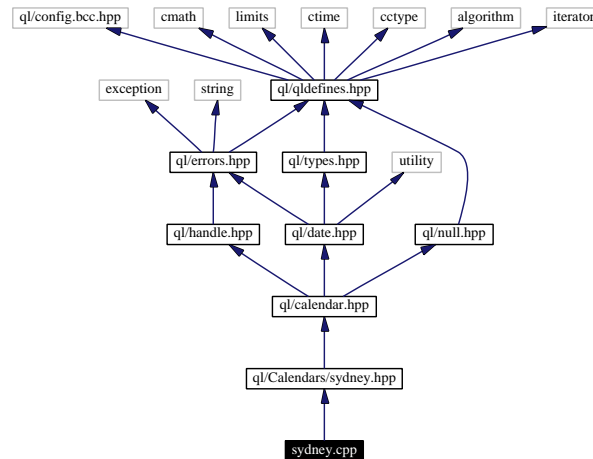 ql/config.bcc.hpp cmath limits ctime cctype algorithm iterator
exception string ql/qldefines.hpp
ql/errors.hpp ql/types.hpp utility
ql/handle.hpp ql/date.hpp ql/null.hpp
ql/calendar.hpp
ql/Calendars/sydney.hpp
sydney.cpp